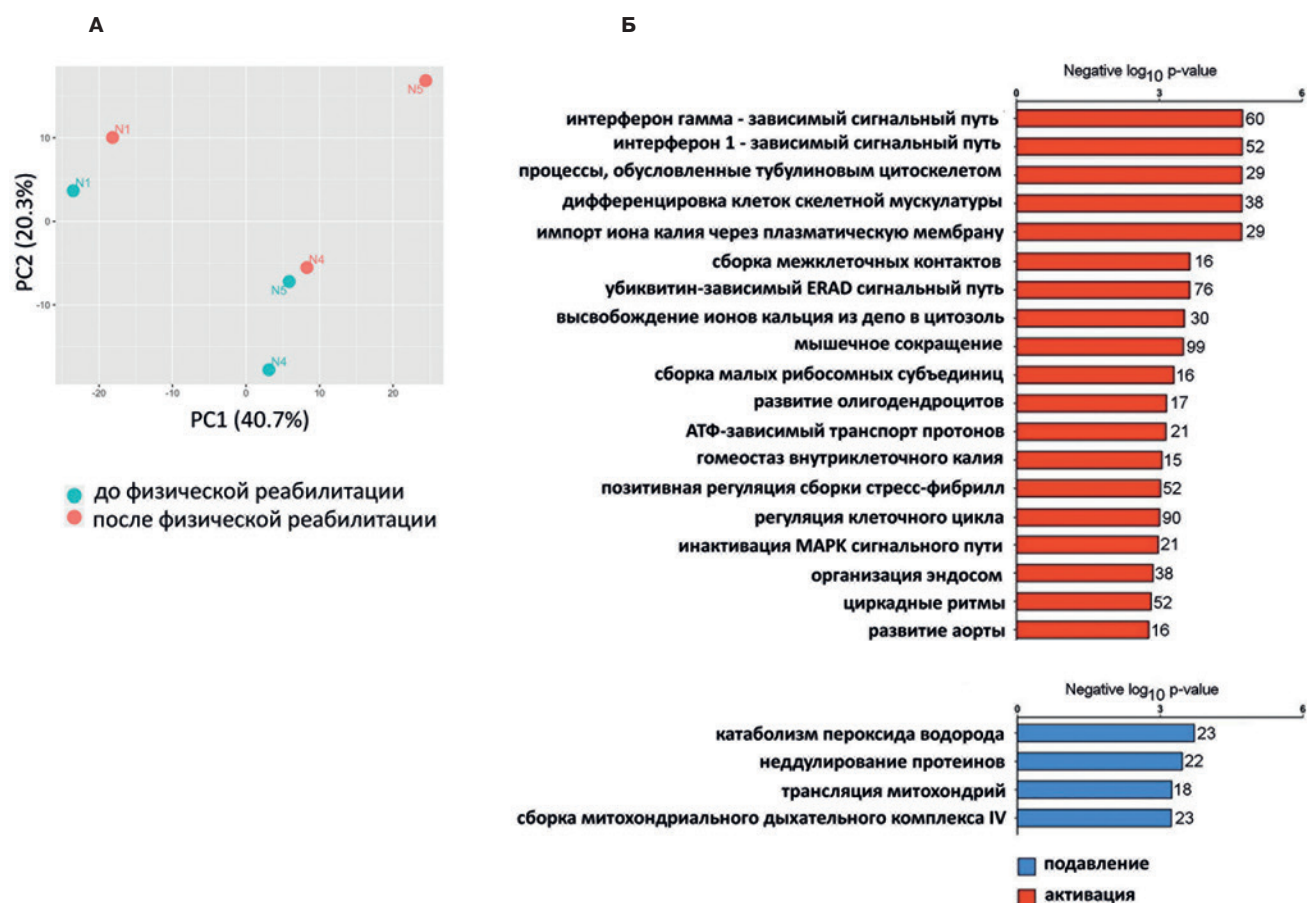 А
Б
N5
N1
N1
N4
N5
N4
10
0
-10
-20
-10
0
10
20
PC2 (20.3%)
PC1 (40.7%)
до физической реабилитации
после физической реабилитации
Negative log10 p-value
0 3 6
интерферон гамма - зависимый сигнальный путь 60
интерферон 1 - зависимый сигнальный путь 52
процессы, обусловленные тубулиновым цитоскелетом 29
дифференцировка клеток скелетной мускулатуры 38
импорт иона калия через плазматическую мембрану 29
сборка межклеточных контактов 16
убиквитин-зависимый ERAD сигнальный путь 76
высвобождение ионов кальция из депо в цитозоль 30
мышечное сокращение 99
сборка малых рибосомных субъединиц 16
развитие олигодендроцитов 17
АТФ-зависимый транспорт протонов 21
гомеостаз внутриклеточного калия 15
позитивная регуляция сборки стресс-фибрилл 52
регуляция клеточного цикла 90
инактивация MAPK сигнального пути 21
организация эндосом 38
циркадные ритмы 52
развитие аорты 16
Negative log10 p-value
0 3 6
катаболизм пероксида водорода 23
неддулирование протеинов 22
трансляция митохондрий 18
сборка митохондриального дыхательного комплекса IV 23
подавление
активация